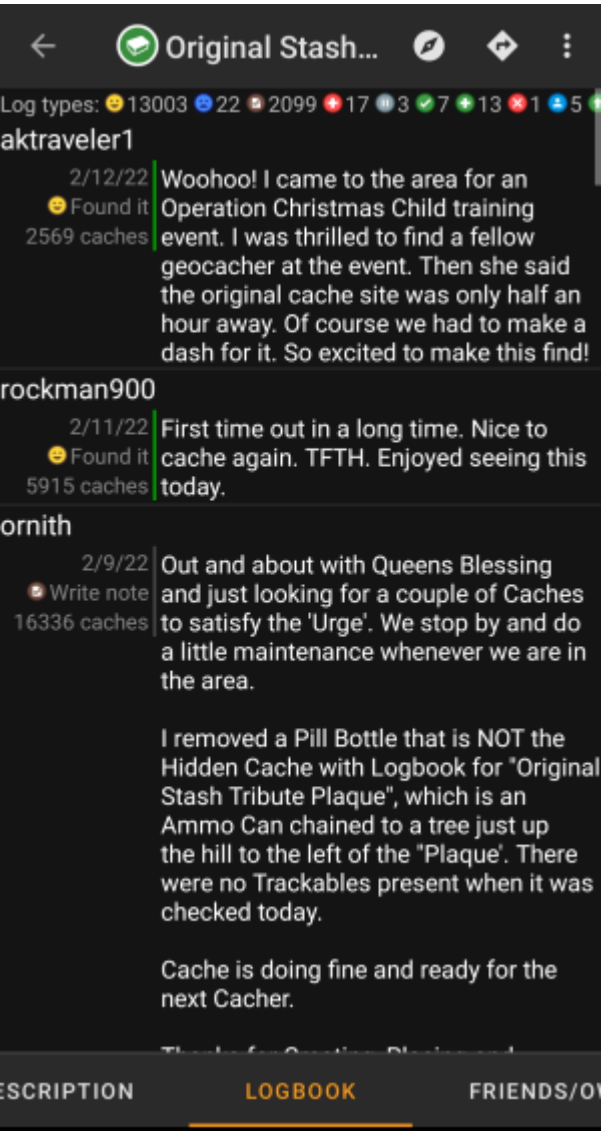 Original Stash...
Log types: 13003 22 2099 17 3 7 13 1 5
aktraveler1
2/12/22
Found it
2569 caches
Woohoo! I came to the area for an
Operation Christmas Child training
event. I was thrilled to find a fellow
geocacher at the event. Then she said
the original cache site was only half an
hour away. Of course we had to make a
dash for it. So excited to make this find!
rockman900
2/11/22
Found it
5915 caches
First time out in a long time. Nice to
cache again. TFTH. Enjoyed seeing this
today.
ornith
2/9/22
Write note
16336 caches
Out and about with Queens Blessing
and just looking for a couple of Caches
to satisfy the 'Urge'. We stop by and do
a little maintenance whenever we are in
the area.
I removed a Pill Bottle that is NOT the
Hidden Cache with Logbook for "Original
Stash Tribute Plaque", which is an
Ammo Can chained to a tree just up
the hill to the left of the "Plaque'. There
were no Trackables present when it was
checked today.
Cache is doing fine and ready for the
next Cacher.
ESCRIPTION
LOGBOOK
FRIENDS/OW